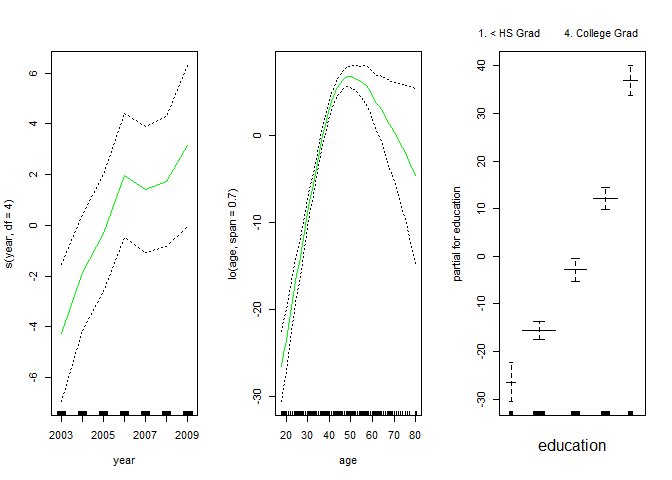 1. < HS Grad 4. College Grad
s(year, df = 4)
6
4
2
0
-2
-4
-6
2003 2005 2007 2009
year
lo(age, span = 0.7)
0
-10
-20
-30
20 30 40 50 60 70 80
age
partial for education
40
30
20
10
0
-10
-20
-30
education